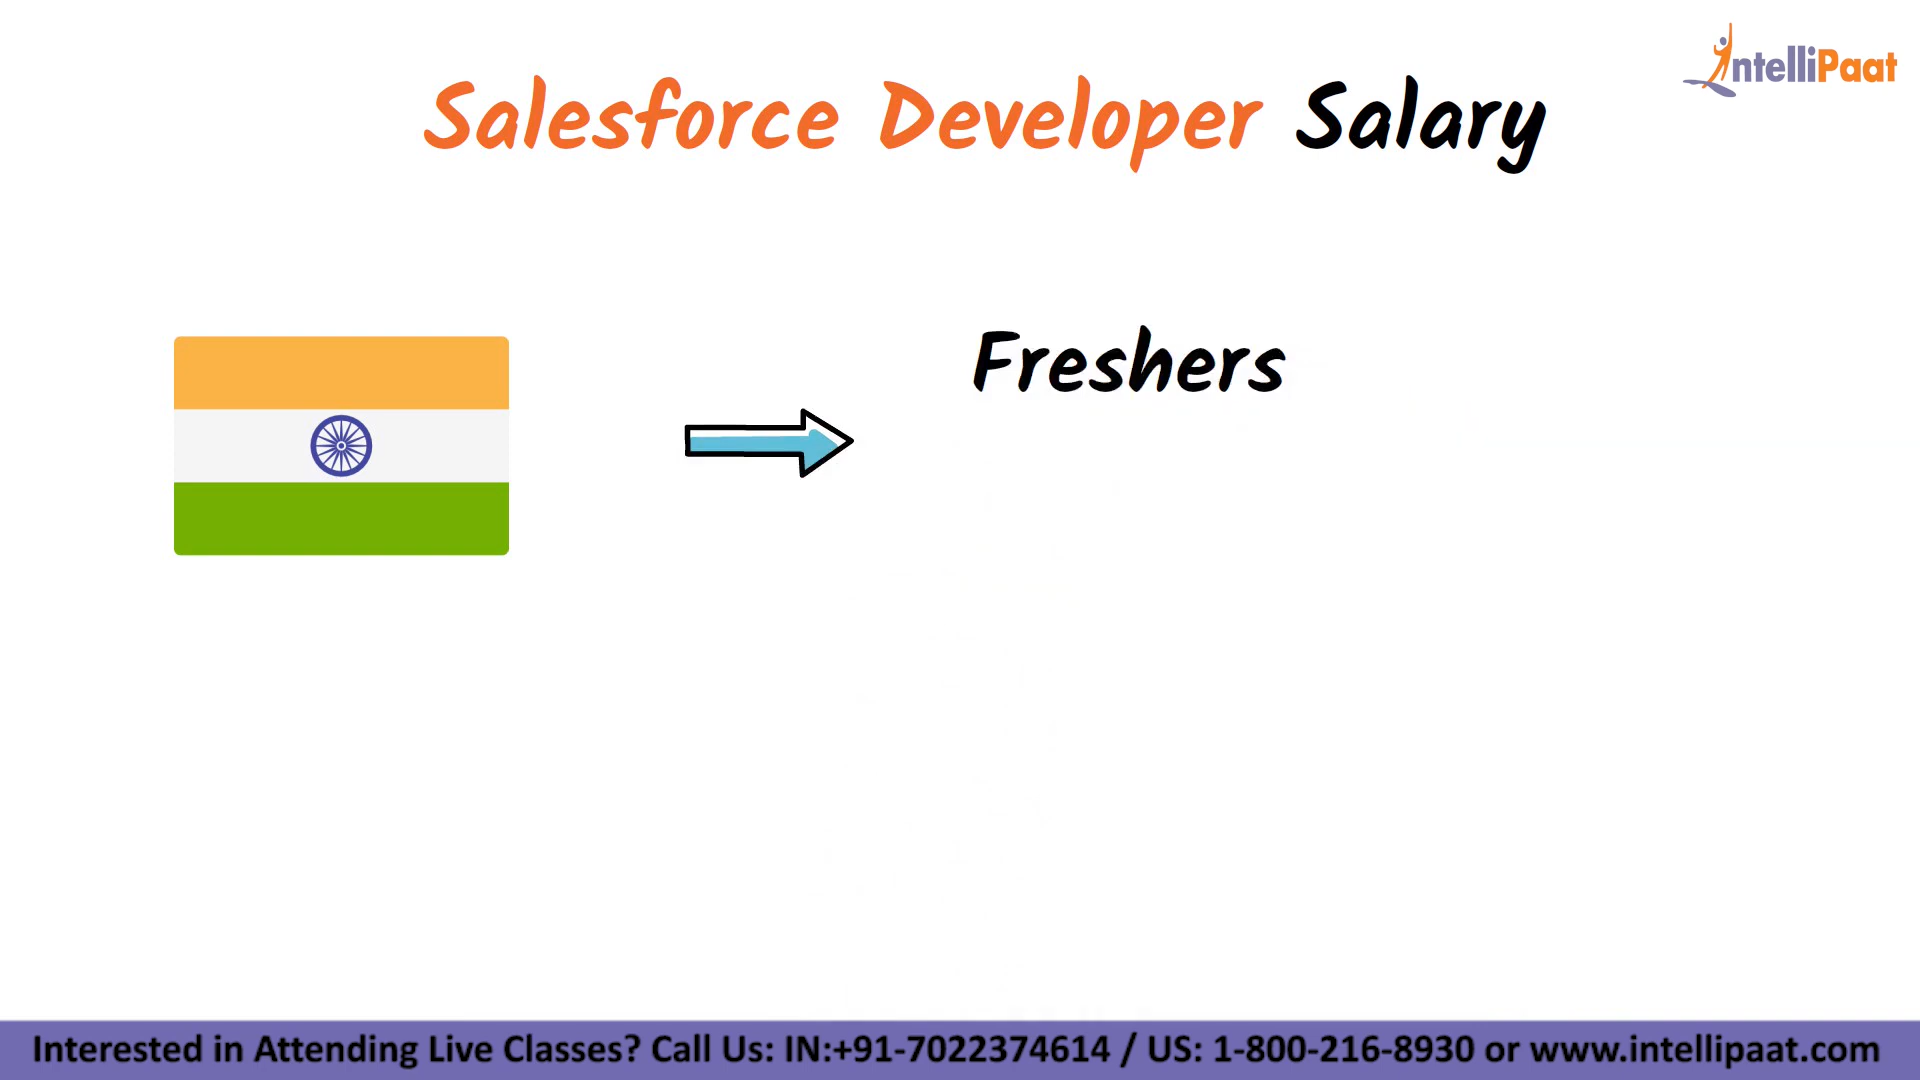 IntelliPaat
Salesforce Developer Salary
Freshers
Interested in Attending Live Classes? Call Us: IN:+91-7022374614 / US: 1-800-216-8930 or www.intellipaat.com